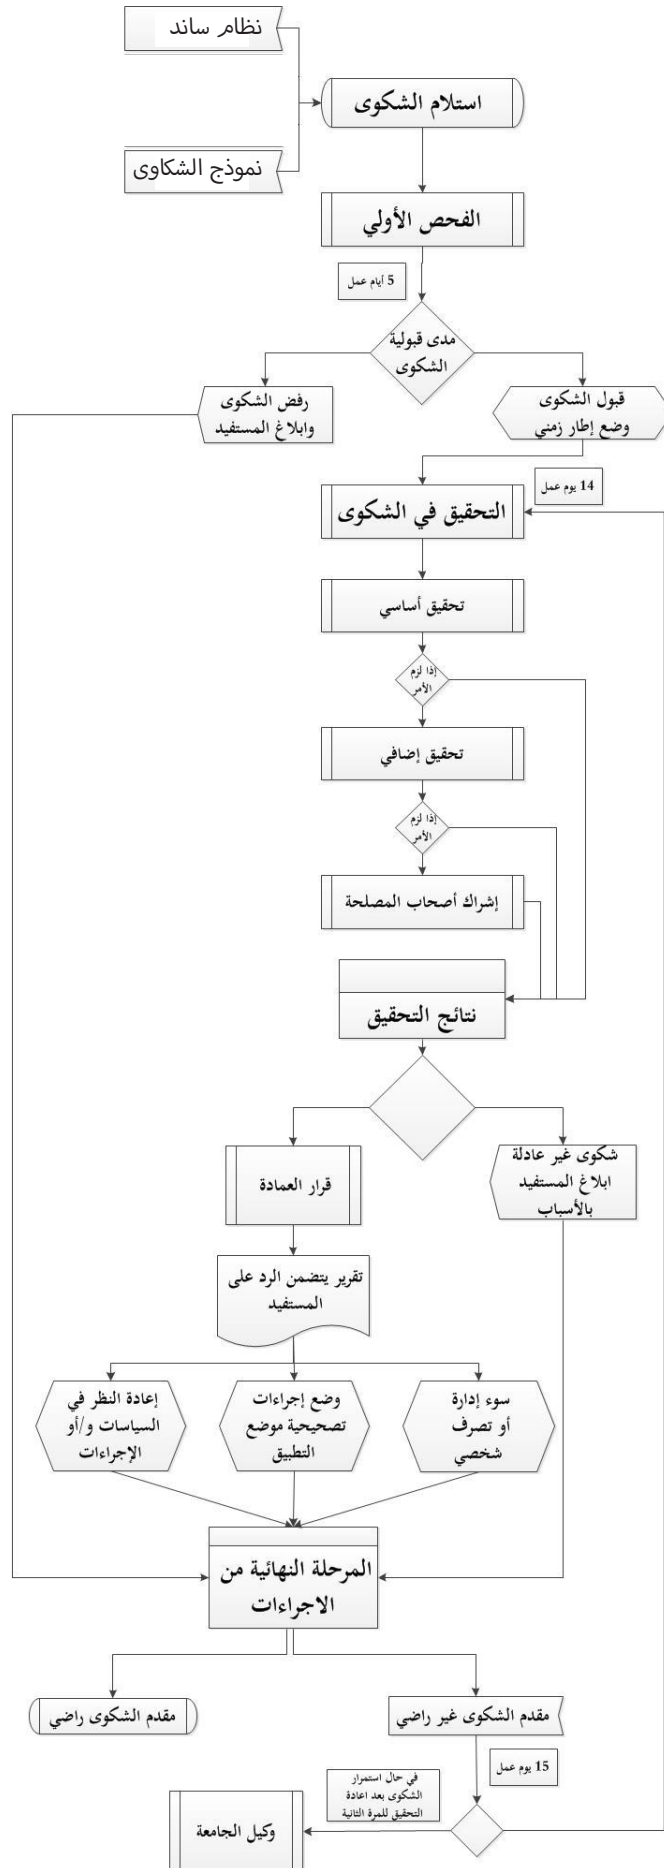 نظام ساند
استلام الشكوى
نموذج الشكاوى
الفحص الأولي
5 أيام عمل
مدى قبولية
الشكوى
قبول الشكوى
وضع إطار زمني
رفض الشكوى
وابلاغ المستفيد
14 يوم عمل
التحقيق في الشكوى
تحقيق أساسي
إذا لزم
الأمر
تحقيق إضافي
إذا لزم
الأمر
إشراك أصحاب المصلحة
نتائج التحقيق
شكوى غير عادلة
ابلاغ المستفيد
بالأسباب
قرار العمادة
تقرير يتضمن الرد على
المستفيد
سوء إدارة
أو تصرف
شخصي
وضع إجراءات
تصحيحية موضع
التطبيق
إعادة النظر في
السياسات و/أو
الإجراءات
المرحلة النهائية من
الاجراءات
مقدم الشكوى غير راضي
مقدم الشكوى راضي
15 يوم عمل
في حال استمرار
الشكوى بعد اعادة
التحقيق للمرة الثانية
وكيل الجامعة